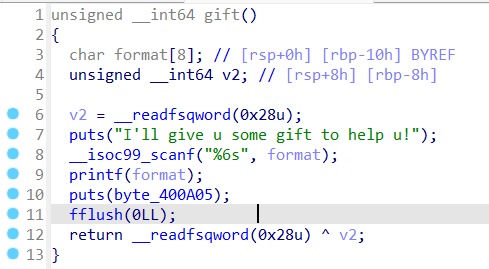 1 unsigned __int64 gift()
2 {
3 char format[8]; // [rsp+0h] [rbp-10h] BYREF
4 unsigned __int64 v2; // [rsp+8h] [rbp-8h]
5
6 v2 = __readfsqword(0x28u);
7 puts("I'll give u some gift to help u!");
8 __isoc99_scanf("%6s", format);
9 printf(format);
10 puts(byte_400A05);
11 fflush(0LL);
12 return __readfsqword(0x28u) ^ v2;
13 }